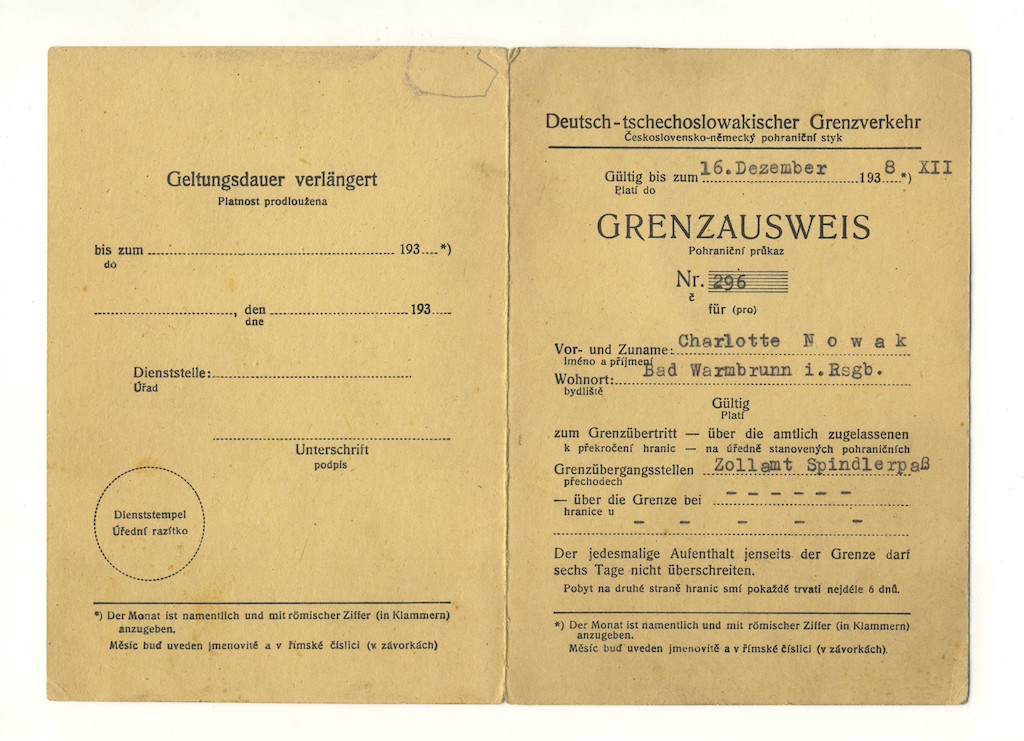 Geltungsdauer verlängert
Platnost prodloužena
bis zum 193 *)
do
, den 193
dne
Dienststelle:
Úřad
Unterschrift
podpis
Dienststempel
Úřední razítko
*) Der Monat ist namentlich und mit römischer Ziffer (in Klammern)
anzugeben.
Měsíc buď uveden jmenovitě a v římské číslici (v závorkách)
Deutsch-tschechoslowakischer Grenzverkehr
Československo-německý pohraniční styk
Gültig bis zum 16.Dezember 1938 *) XII
Platí do
GRENZAUSWEIS
Pohraniční průkaz
Nr. 296
č
für (pro)
Vor- und Zuname: Charlotte Nowak
Iméno a příjmení
Wohnort: Bad Warmbrunn i.Rsgb.
bydliště
Gültig
Platí
zum Grenzübertritt — über die amtlich zugelassenen
k překročení hranic — na úředně stanovených pohraničních
Grenzübergangsstellen Zollamt Spindlerpaß
přechodech
— über die Grenze bei – – – – – –
hranice u
– – – – –
Der jedesmalige Aufenthalt jenseits der Grenze darf
sechs Tage nicht überschreiten.
Pobyt na druhé straně hranic smí pokaždé trvati nejdéle 6 dnů.
*) Der Monat ist namentlich und mit römischer Ziffer (in Klammern)
anzugeben.
Měsíc buď uveden jmenovitě a v římské číslici (v závorkách).